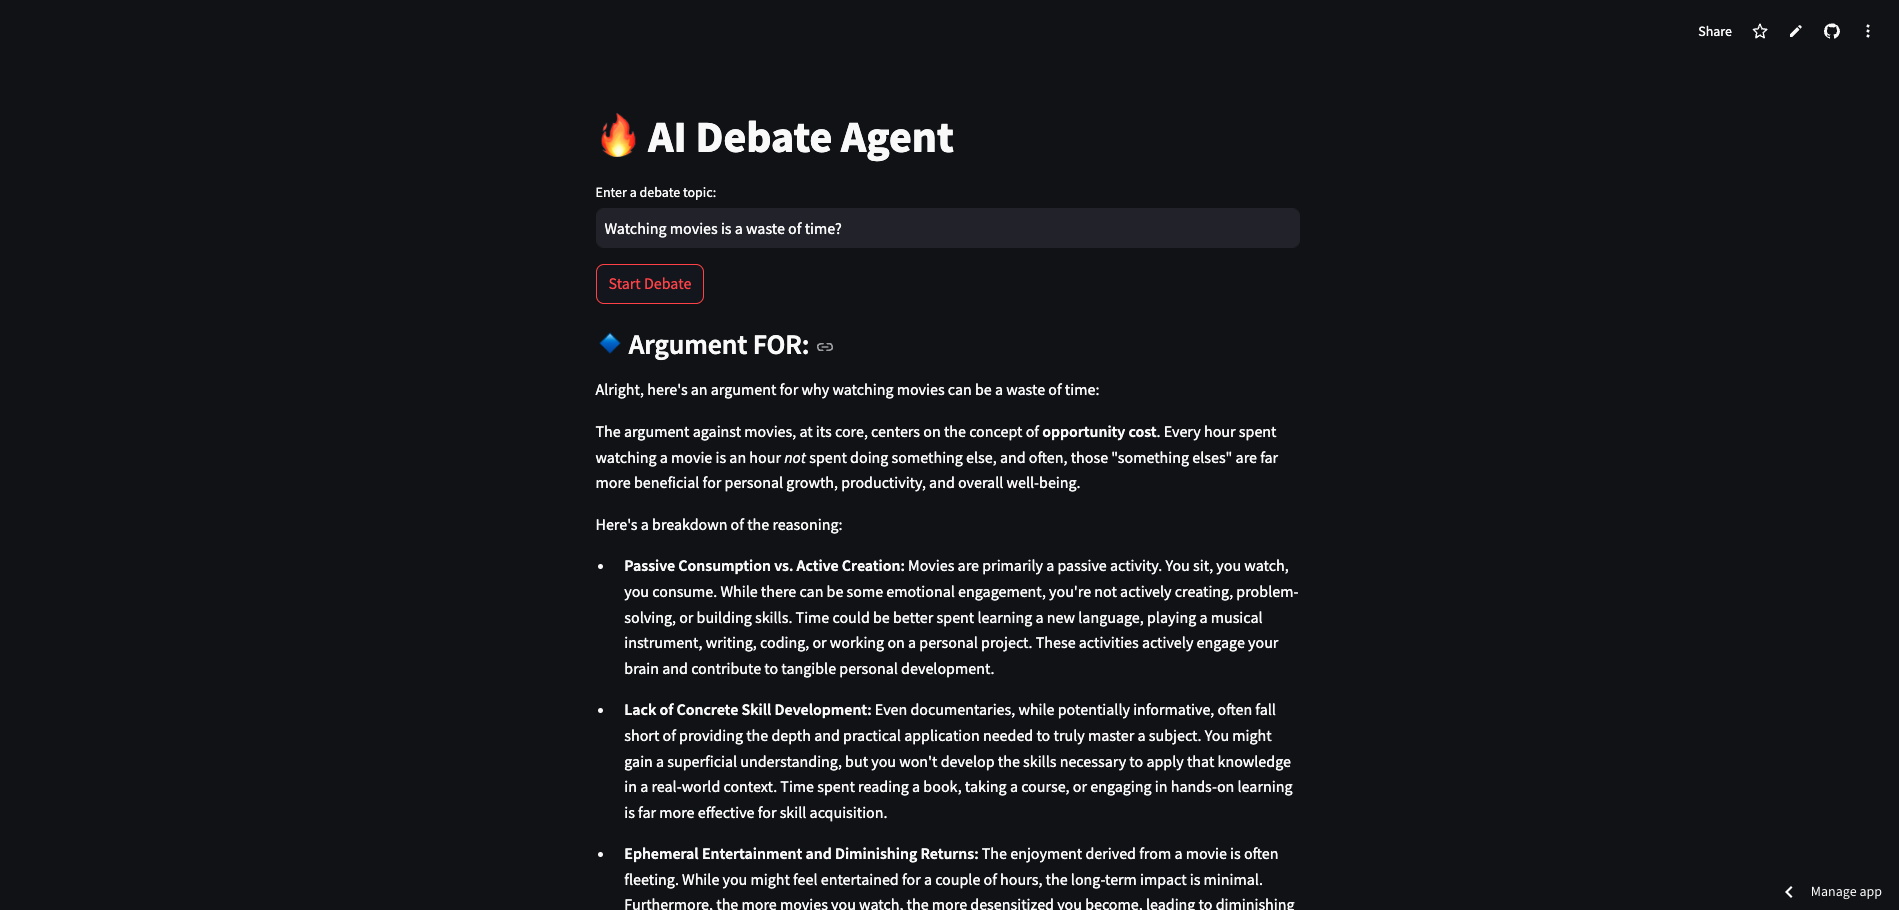 Share
AI Debate Agent
Enter a debate topic:
Watching movies is a waste of time?
Start Debate
Argument FOR:
Alright, here's an argument for why watching movies can be a waste of time:
The argument against movies, at its core, centers on the concept of opportunity cost. Every hour spent
watching a movie is an hour not spent doing something else, and often, those "something elses" are far
more beneficial for personal growth, productivity, and overall well-being.
Here's a breakdown of the reasoning:
• Passive Consumption vs. Active Creation: Movies are primarily a passive activity. You sit, you watch,
you consume. While there can be some emotional engagement, you're not actively creating, problem-
solving, or building skills. Time could be better spent learning a new language, playing a musical
instrument, writing, coding, or working on a personal project. These activities actively engage your
brain and contribute to tangible personal development.
• Lack of Concrete Skill Development: Even documentaries, while potentially informative, often fall
short of providing the depth and practical application needed to truly master a subject. You might
gain a superficial understanding, but you won't develop the skills necessary to apply that knowledge
in a real-world context. Time spent reading a book, taking a course, or engaging in hands-on learning
is far more effective for skill acquisition.
• Ephemeral Entertainment and Diminishing Returns: The enjoyment derived from a movie is often
fleeting. While you might feel entertained for a couple of hours, the long-term impact is minimal.
Furthermore, the more movies you watch, the more desensitized you become, leading to diminishing
Manage app